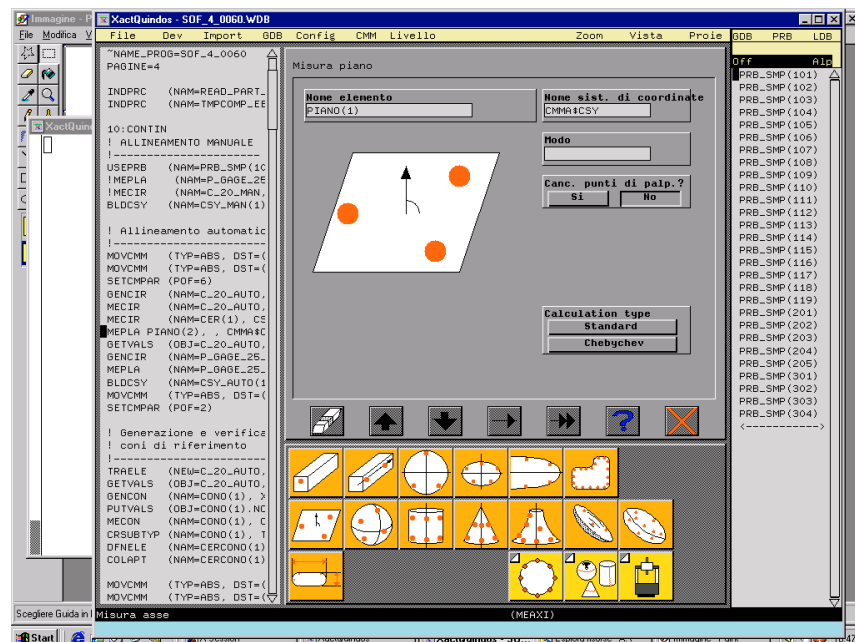 Immagine - P
XactQuindos - SOF_4_0060.WDB
File Modifica V
File Dev Import GDB Config CMM Livello Zoom Vista Proie GDB PRB LDB
~NAME_PROG=SOF_4_0060
PAGINE=4
INDPRC (NAM=READ_PART_
INDPRC (NAM=TMPCOMP_EE
10:CONTIN
! ALLINEAMENTO MANUALE
!---------------------
USEPRB (NAM=PRB_SMP(10
!MEPLA (NAM=P_GAGE_25
!MECIR (NAM=C_20_MAN,
BLDCSY (NAM=CSY_MAN(1)
! Allineamento automatic
!----------------------
MOVCMM (TYP=ABS, DST=(
MOVCMM (TYP=ABS, DST=(
SETCMPAR (POF=6)
GENCIR (NAM=C_20_AUTO,
MECIR (NAM=C_20_AUTO,
MECIR (NAM=CER(1), CS
MEPLA PIANO(2), , CMMA$C
GETVALS (OBJ=C_20_AUTO,
GENCIR (NAM=P_GAGE_25_
MEPLA (NAM=P_GAGE_25_
BLDCSY (NAM=CSY_AUTO(1
MOVCMM (TYP=ABS, DST=(
SETCMPAR (POF=2)
! Generazione e verifica
! coni di riferimento
!----------------------
TRAELE (NEW=C_20_AUTO,
GETVALS (OBJ=C_20_AUTO,
GENCON (NAM=CONO(1), X
PUTVALS (OBJ=CONO(1).NO
MECON (NAM=CONO(1), C
CRSUBTYP (NAM=CONO(1), T
DFNELE (NAM=CERCONO(1)
COLAPT (NAM=CERCONO(1)
MOVCMM (TYP=ABS, DST=(
MOVCMM (TYP=ABS, DST=(
XactQuin
Misura piano
Nome elemento
PIANO(1)
Nome sist. di coordinate
CMMA$CSY
Modo
Canc. punti di palp.?
Si No
Calculation type
Standard
Chebychev
Off Alp
PRB_SMP(101)
PRB_SMP(102)
PRB_SMP(103)
PRB_SMP(104)
PRB_SMP(105)
PRB_SMP(106)
PRB_SMP(107)
PRB_SMP(108)
PRB_SMP(109)
PRB_SMP(110)
PRB_SMP(111)
PRB_SMP(112)
PRB_SMP(113)
PRB_SMP(114)
PRB_SMP(115)
PRB_SMP(116)
PRB_SMP(117)
PRB_SMP(118)
PRB_SMP(119)
PRB_SMP(201)
PRB_SMP(202)
PRB_SMP(203)
PRB_SMP(204)
PRB_SMP(205)
PRB_SMP(301)
PRB_SMP(302)
PRB_SMP(303)
PRB_SMP(304)
<----------->
Scegliere Guida in l
Misura asse (MEAXI)
Start